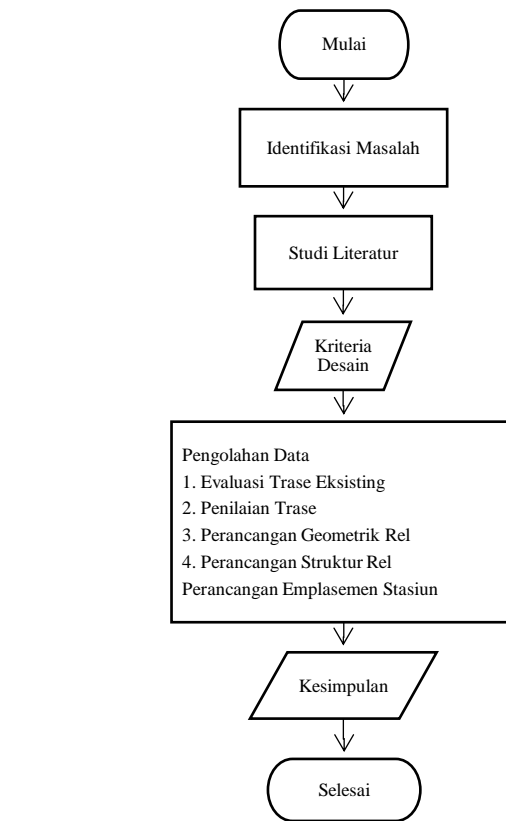 Mulai
Identifikasi Masalah
Studi Literatur
Kriteria
Desain
Pengolahan Data
1. Evaluasi Trase Eksisting
2. Penilaian Trase
3. Perancangan Geometrik Rel
4. Perancangan Struktur Rel
Perancangan Emplasemen Stasiun
Kesimpulan
Selesai